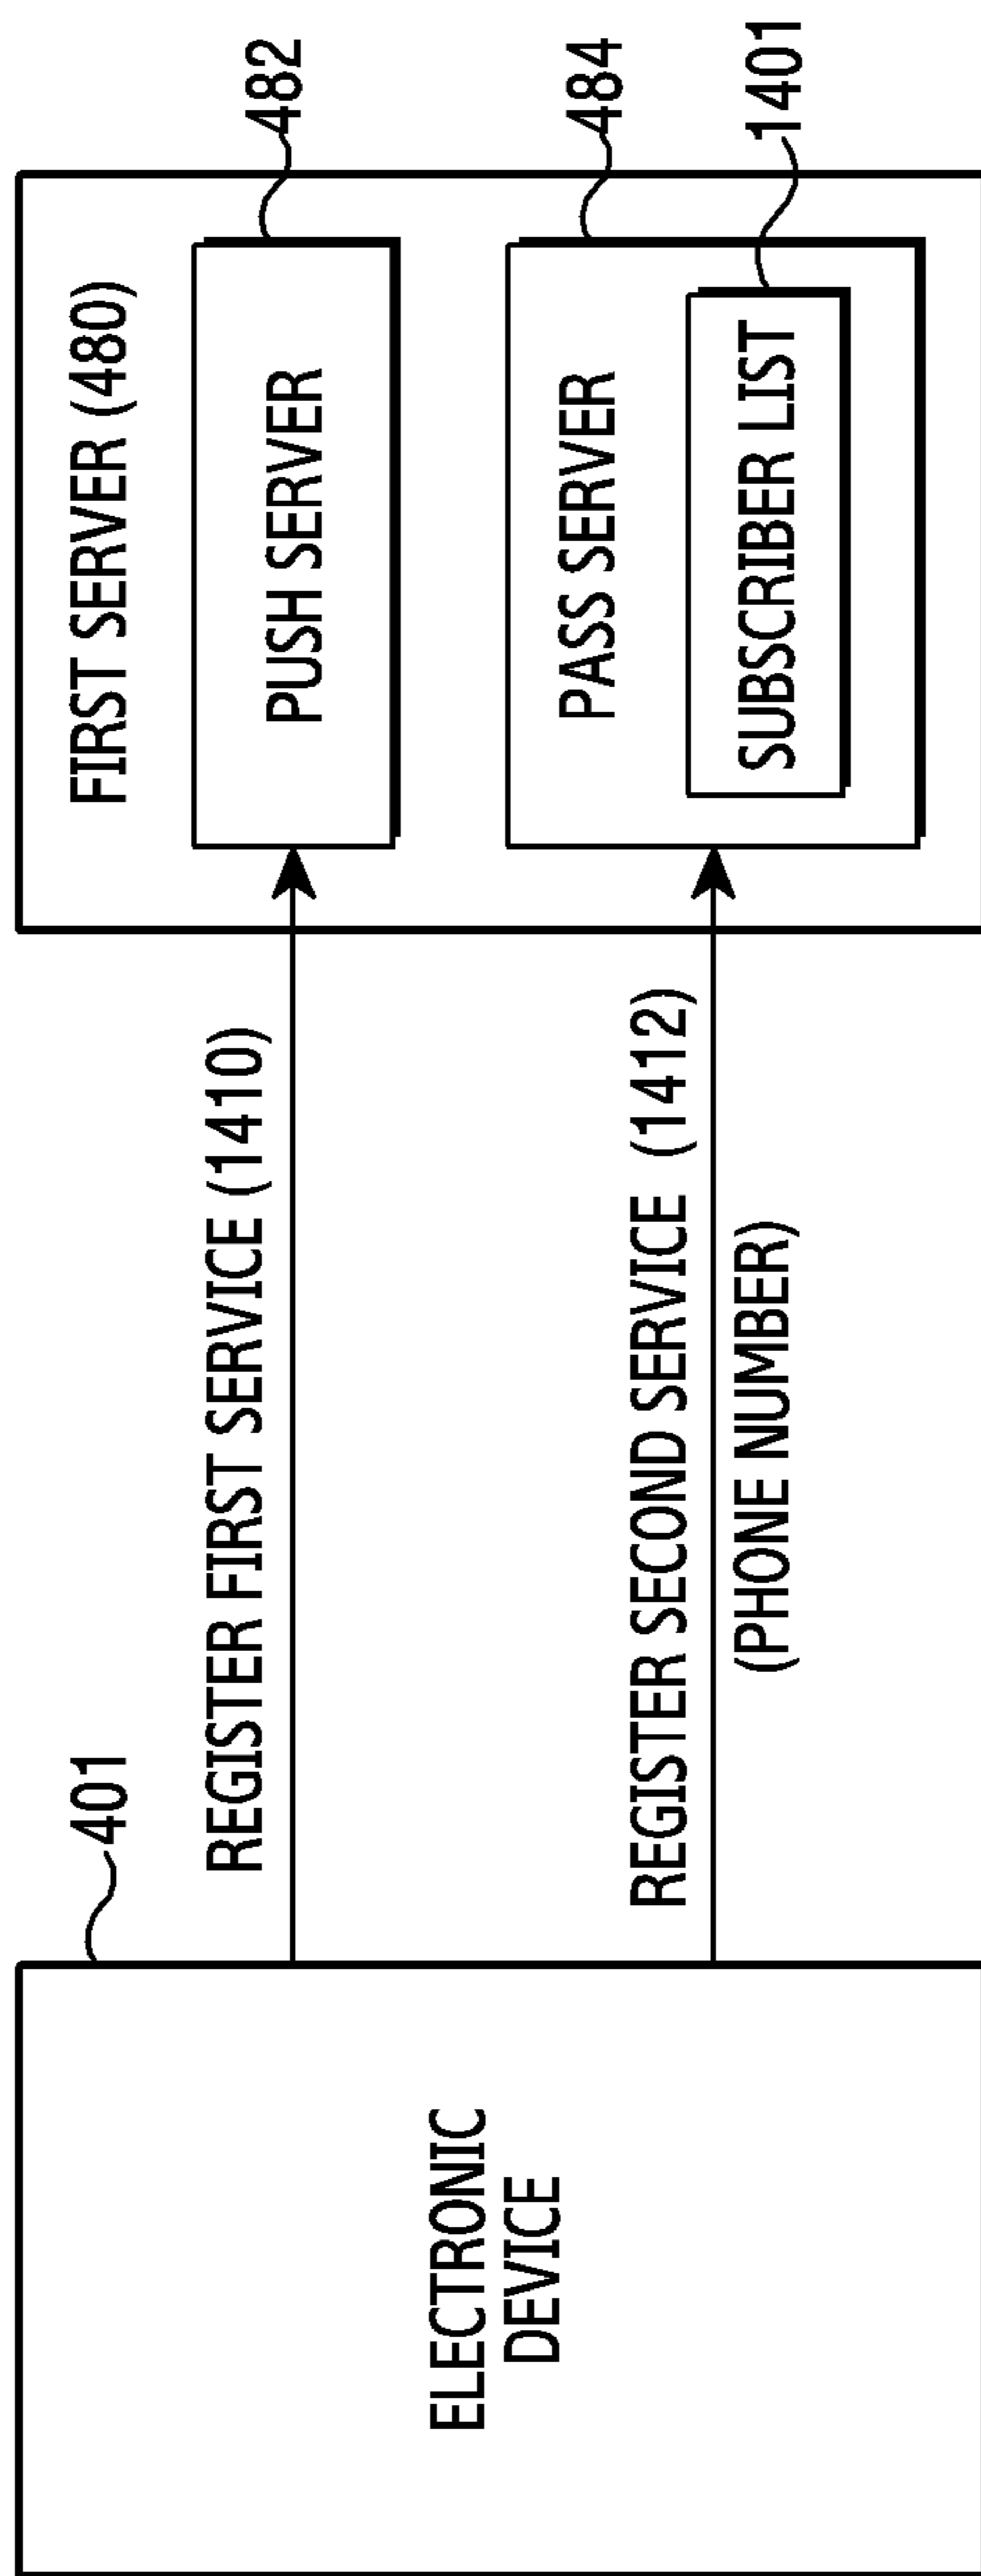 401
ELECTRONIC
DEVICE
REGISTER FIRST SERVICE (1410)
REGISTER SECOND SERVICE (1412)
(PHONE NUMBER)
FIRST SERVER (480)
PUSH SERVER
482
PASS SERVER
484
SUBSCRIBER LIST
1401